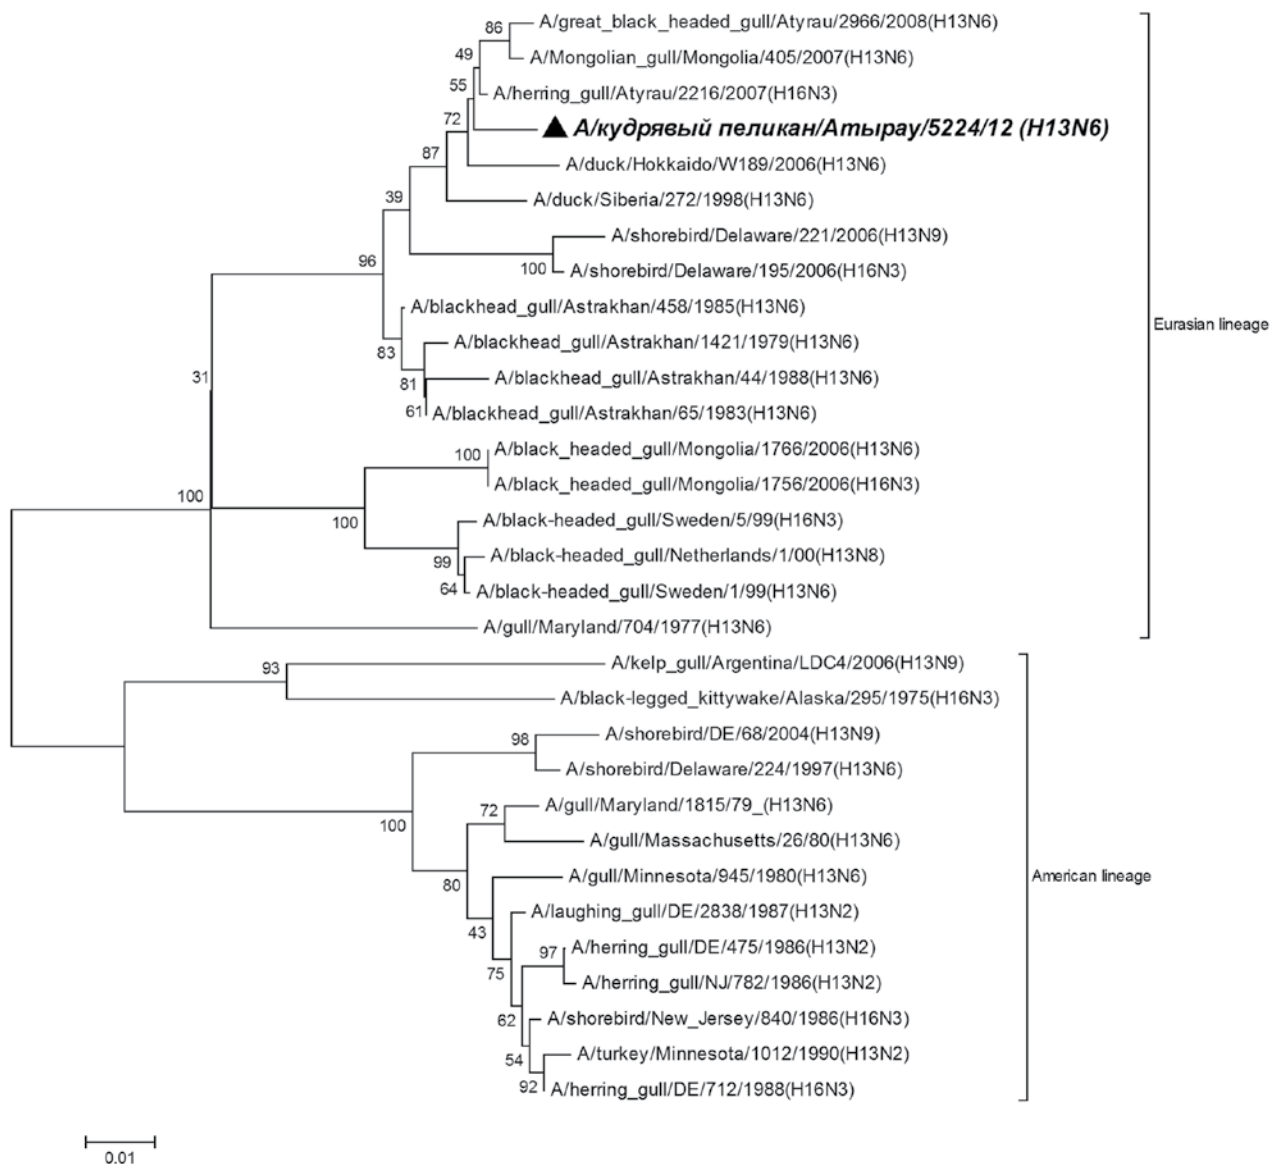 86
A/great_black_headed_gull/Atyrau/2966/2008(H13N6)
49
A/Mongolian_gull/Mongolia/405/2007(H13N6)
55
A/herring_gull/Atyrau/2216/2007(H16N3)
72
А/кудрявый пеликан/Атырау/5224/12 (H13N6)
87
A/duck/Hokkaido/W189/2006(H13N6)
39
A/duck/Siberia/272/1998(H13N6)
A/shorebird/Delaware/221/2006(H13N9)
96
100
A/shorebird/Delaware/195/2006(H16N3)
A/blackhead_gull/Astrakhan/458/1985(H13N6)
Eurasian lineage
83
A/blackhead_gull/Astrakhan/1421/1979(H13N6)
31
81
A/blackhead_gull/Astrakhan/44/1988(H13N6)
61
A/blackhead_gull/Astrakhan/65/1983(H13N6)
100
A/black_headed_gull/Mongolia/1766/2006(H13N6)
A/black_headed_gull/Mongolia/1756/2006(H16N3)
100
100
A/black-headed_gull/Sweden/5/99(H16N3)
99
A/black-headed_gull/Netherlands/1/00(H13N8)
64
A/black-headed_gull/Sweden/1/99(H13N6)
A/gull/Maryland/704/1977(H13N6)
93
A/kelp_gull/Argentina/LDC4/2006(H13N9)
A/black-legged_kittywake/Alaska/295/1975(H16N3)
98
A/shorebird/DE/68/2004(H13N9)
A/shorebird/Delaware/224/1997(H13N6)
72
A/gull/Maryland/1815/79_(H13N6)
100
A/gull/Massachusetts/26/80(H13N6)
80
A/gull/Minnesota/945/1980(H13N6)
American lineage
A/laughing_gull/DE/2838/1987(H13N2)
43
97
A/herring_gull/DE/475/1986(H13N2)
75
A/herring_gull/NJ/782/1986(H13N2)
62
A/shorebird/New_Jersey/840/1986(H16N3)
54
A/turkey/Minnesota/1012/1990(H13N2)
92
A/herring_gull/DE/712/1988(H16N3)
0.01